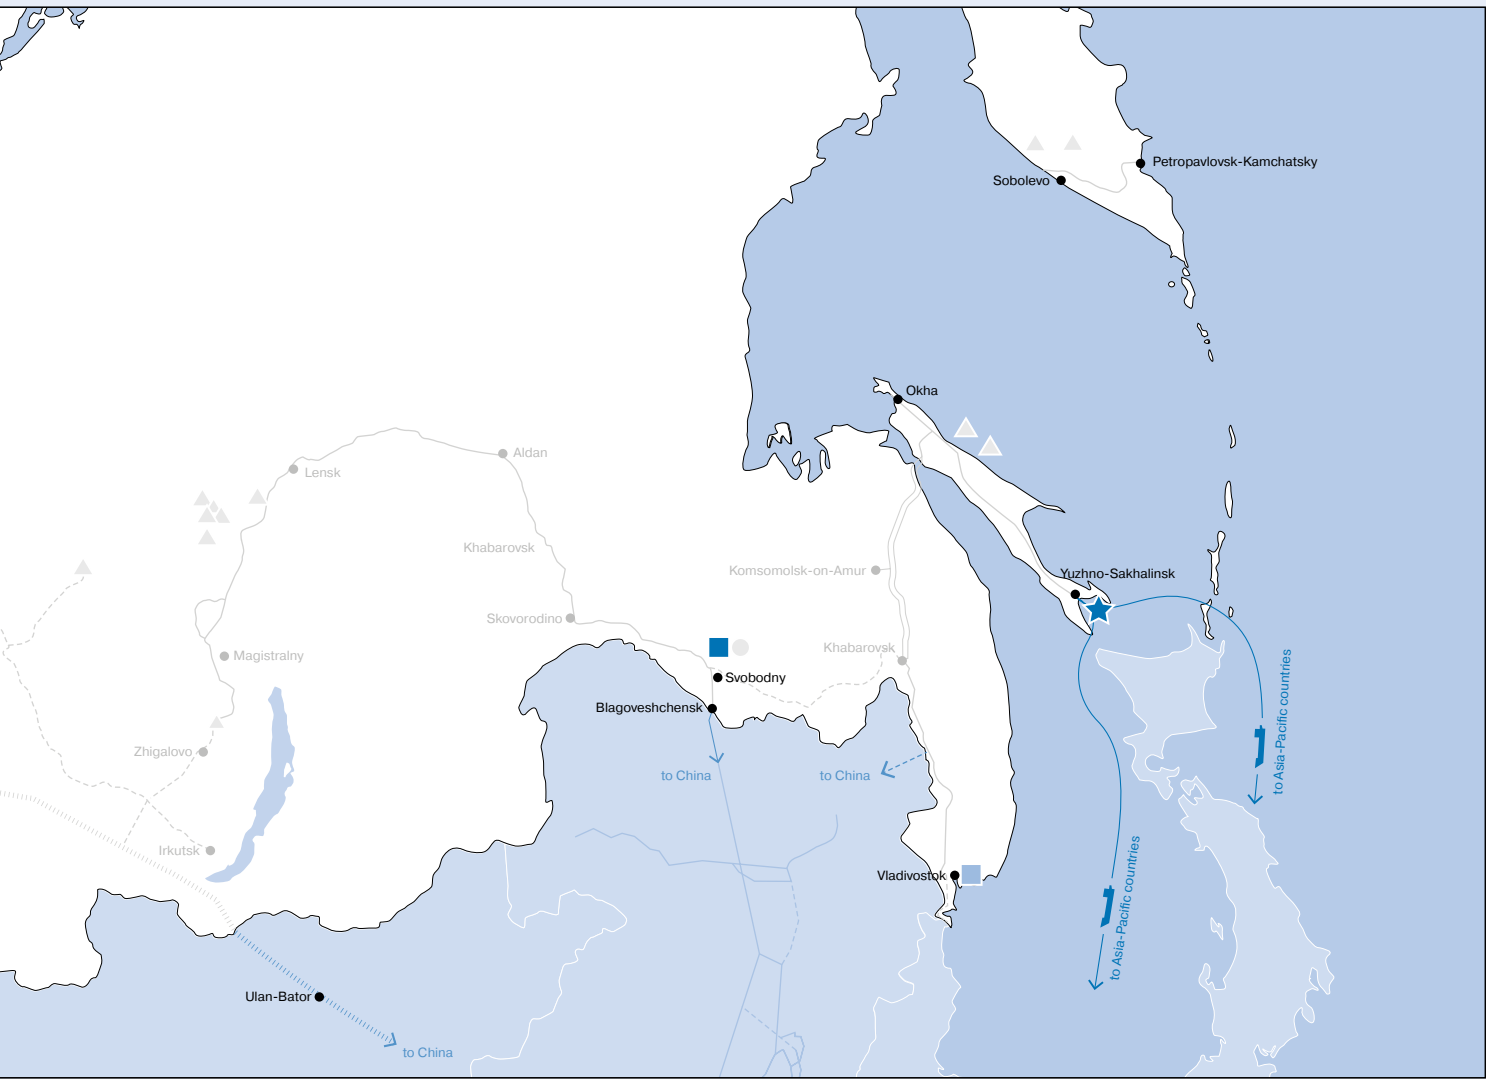 Petropavlovsk-Kamchatsky
Sobolevo
Okha
Aldan
Lensk
Khabarovsk
Komsomolsk-on-Amur
Yuzhno-Sakhalinsk
Skovorodino
Khabarovsk
Magistralny
Svobodny
Blagoveshchensk
Zhigalovo
to China
to China
to Asia-Pacific countries
Irkutsk
Vladivostok
to Asia-Pacific countries
Ulan-Bator
to China